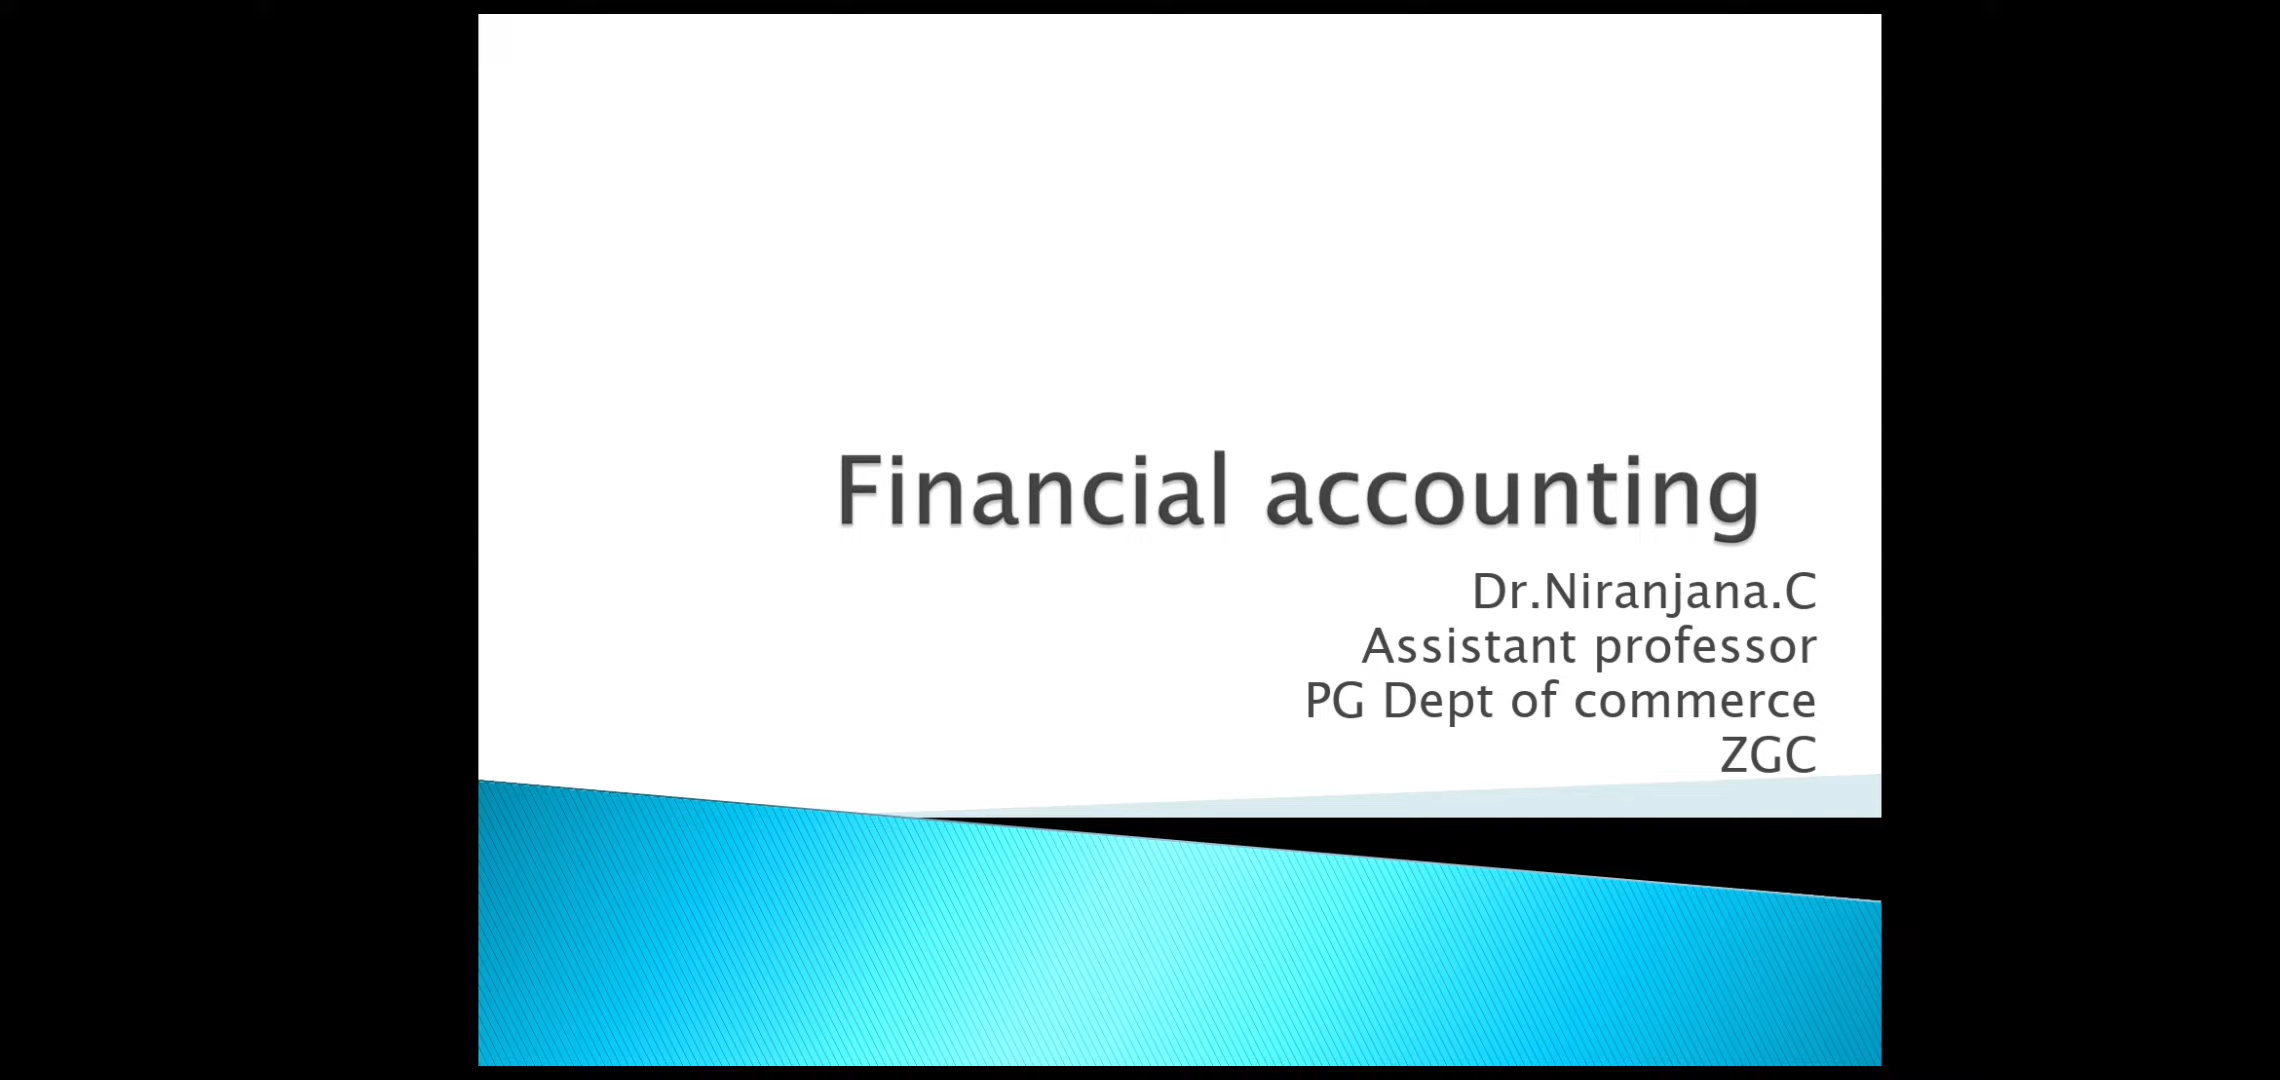 Financial accounting
Dr.Niranjana.C
Assistant professor
PG Dept of commerce
ZGC